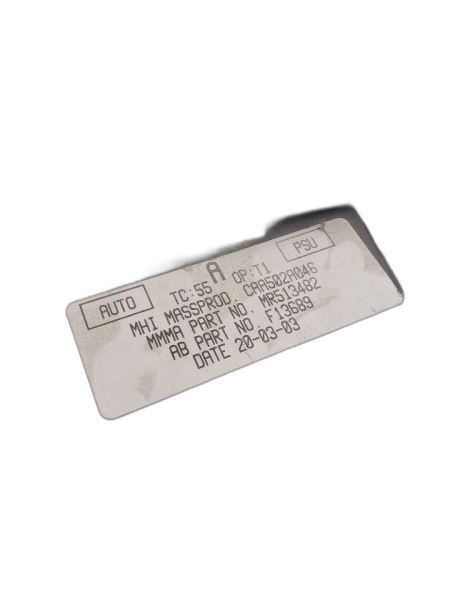 A
AUTO TC:55 OP:T1 PSU
MHI MASSPROD. CAA502A046
MMMA PART NO. MR513482
AB PART NO F13689
DATE 20-03-03